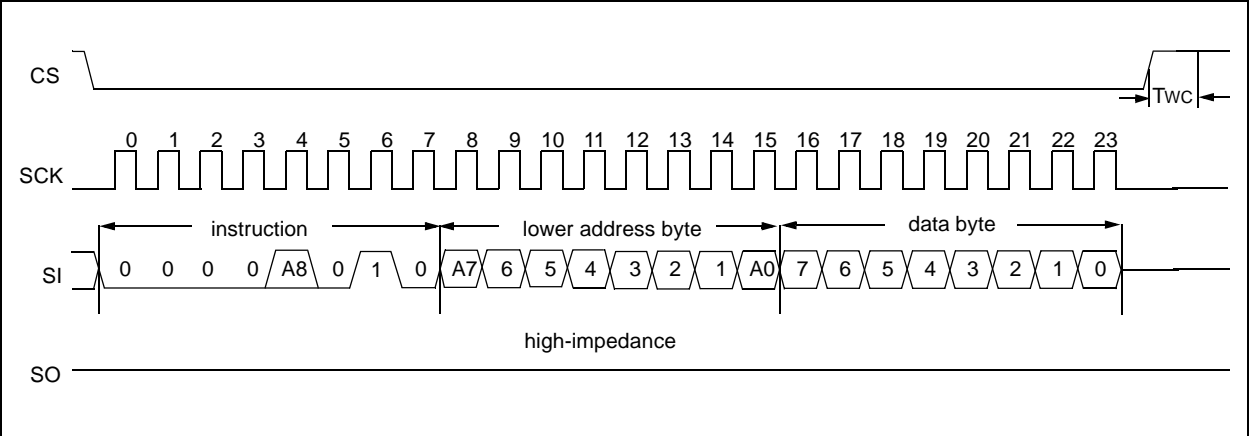 CS
TWC
0 1 2 3 4 5 6 7 8 9 10 11 12 13 14 15 16 17 18 19 20 21 22 23
SCK
instruction lower address byte data byte
SI 0 0 0 0 A8 0 1 0 A7 6 5 4 3 2 1 A0 7 6 5 4 3 2 1 0
high-impedance
SO